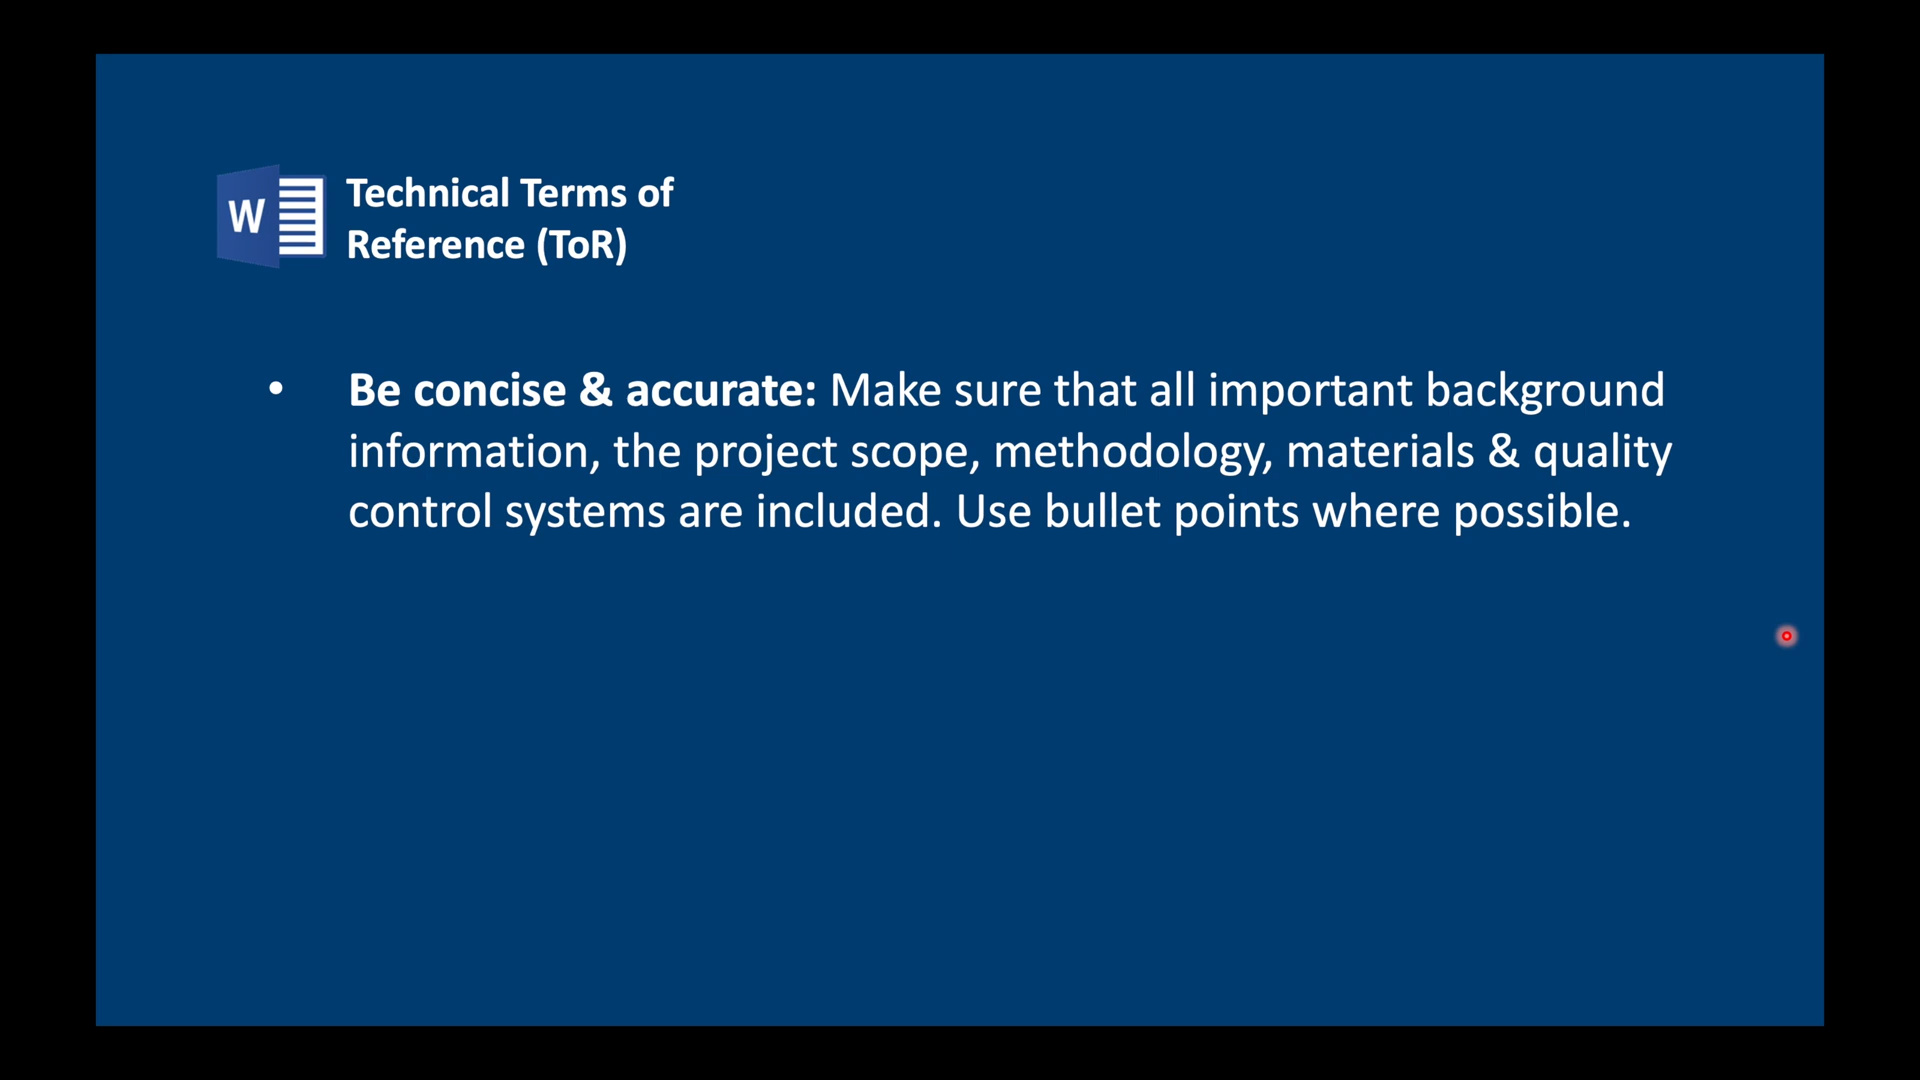 W
Technical Terms of
Reference (ToR)
• Be concise & accurate: Make sure that all important background
information, the project scope, methodology, materials & quality
control systems are included. Use bullet points where possible.